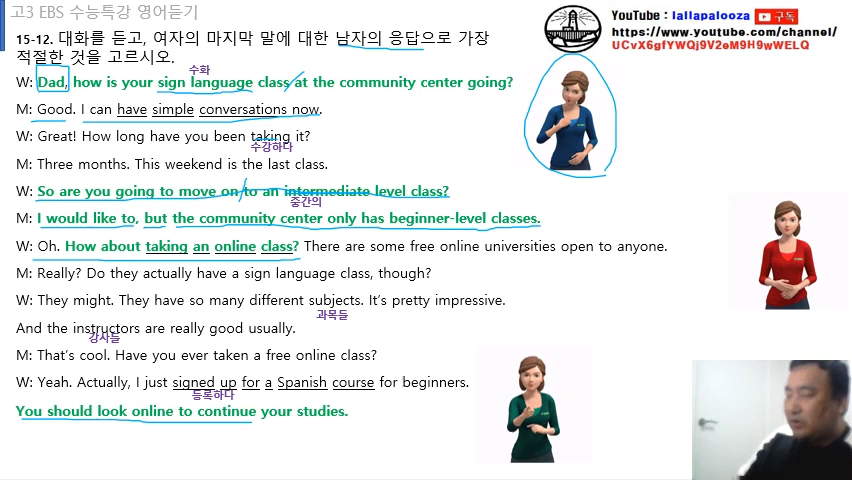 고3 EBS 수능특강 영어듣기
YouTube : lallapalooza 구독
https://www.youtube.com/channel/
UCvX6gfYWQj9V2eM9H9wWELQ
15-12. 대화를 듣고, 여자의 마지막 말에 대한 남자의 응답으로 가장
적절한 것을 고르시오.
수화
W: Dad, how is your sign language class at the community center going?
M: Good. I can have simple conversations now.
W: Great! How long have you been taking it?
수강하다
M: Three months. This weekend is the last class.
W: So are you going to move on to an intermediate level class?
중간의
M: I would like to, but the community center only has beginner-level classes.
W: Oh. How about taking an online class? There are some free online universities open to anyone.
M: Really? Do they actually have a sign language class, though?
W: They might. They have so many different subjects. It's pretty impressive.
과목들
And the instructors are really good usually.
강사들
M: That's cool. Have you ever taken a free online class?
W: Yeah. Actually, I just signed up for a Spanish course for beginners.
등록하다
You should look online to continue your studies.